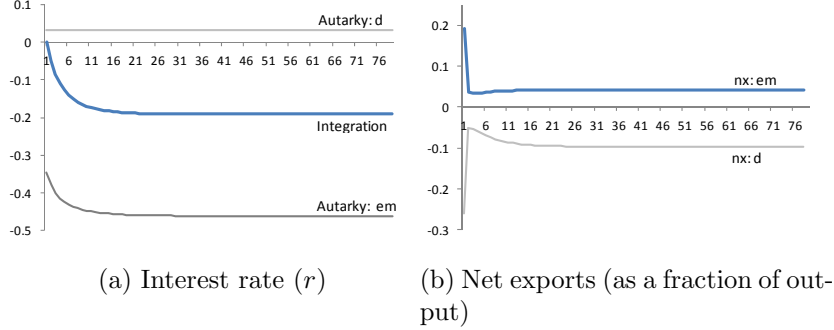 0.1
Autarky: d
0
1 6 11 16 21 26 31 36 41 46 51 56 61 66 71 76
-0.1
-0.2
Integration
-0.3
-0.4
Autarky: em
-0.5
0.2
0.1
nx: em
0
1 6 11 16 21 26 31 36 41 46 51 56 61 66 71 76
-0.1
nx: d
-0.2
-0.3
(a) Interest rate (r)
(b) Net exports (as a fraction of out-
put)